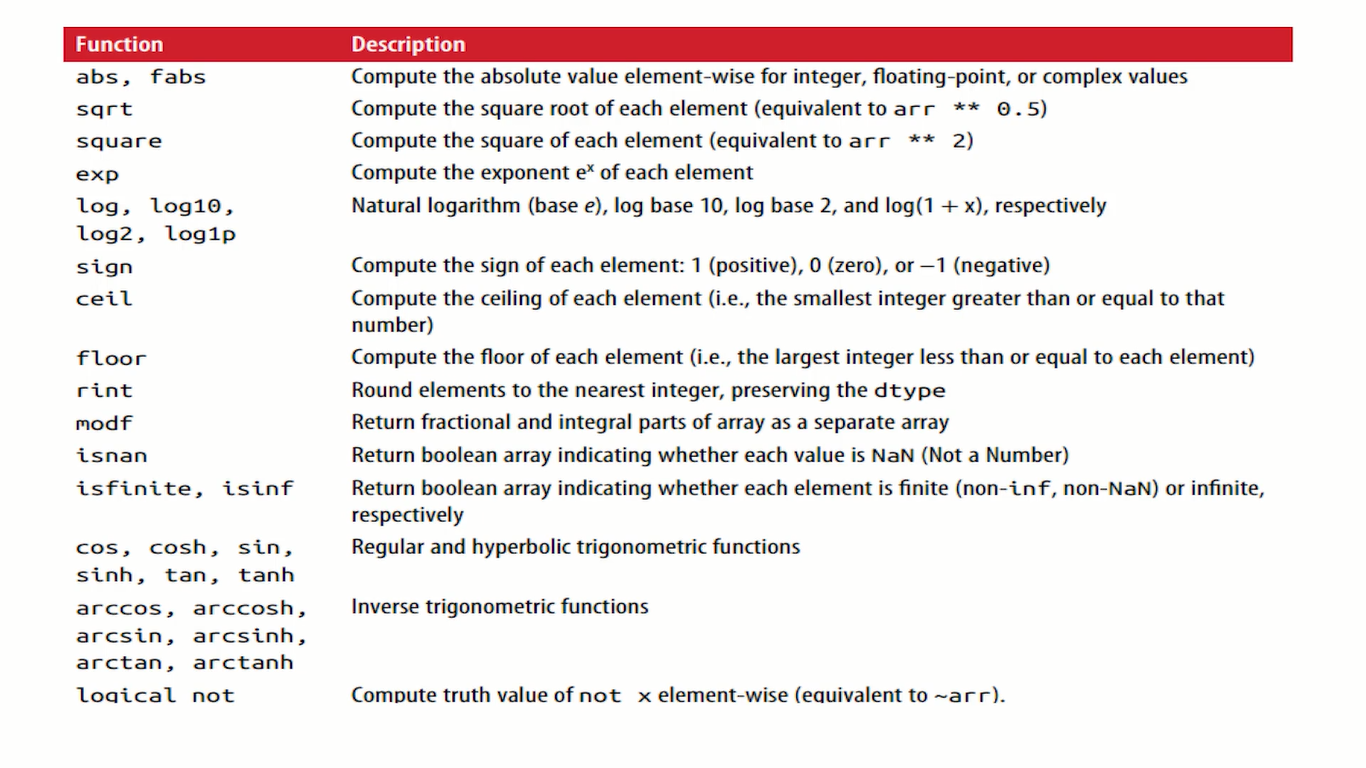 Function Description
abs, fabs Compute the absolute value element-wise for integer, floating-point, or complex values
sqrt Compute the square root of each element (equivalent to arr ** 0.5)
square Compute the square of each element (equivalent to arr ** 2)
exp Compute the exponent eˣ of each element
log, log10, Natural logarithm (base e), log base 10, log base 2, and log(1 + x), respectively
log2, log1p
sign Compute the sign of each element: 1 (positive), 0 (zero), or −1 (negative)
ceil Compute the ceiling of each element (i.e., the smallest integer greater than or equal to that
number)
floor Compute the floor of each element (i.e., the largest integer less than or equal to each element)
rint Round elements to the nearest integer, preserving the dtype
modf Return fractional and integral parts of array as a separate array
isnan Return boolean array indicating whether each value is NaN (Not a Number)
isfinite, isinf Return boolean array indicating whether each element is finite (non-inf, non-NaN) or infinite,
respectively
cos, cosh, sin, Regular and hyperbolic trigonometric functions
sinh, tan, tanh
arccos, arccosh, Inverse trigonometric functions
arcsin, arcsinh,
arctan, arctanh
logical not Compute truth value of not x element-wise (equivalent to ~arr).